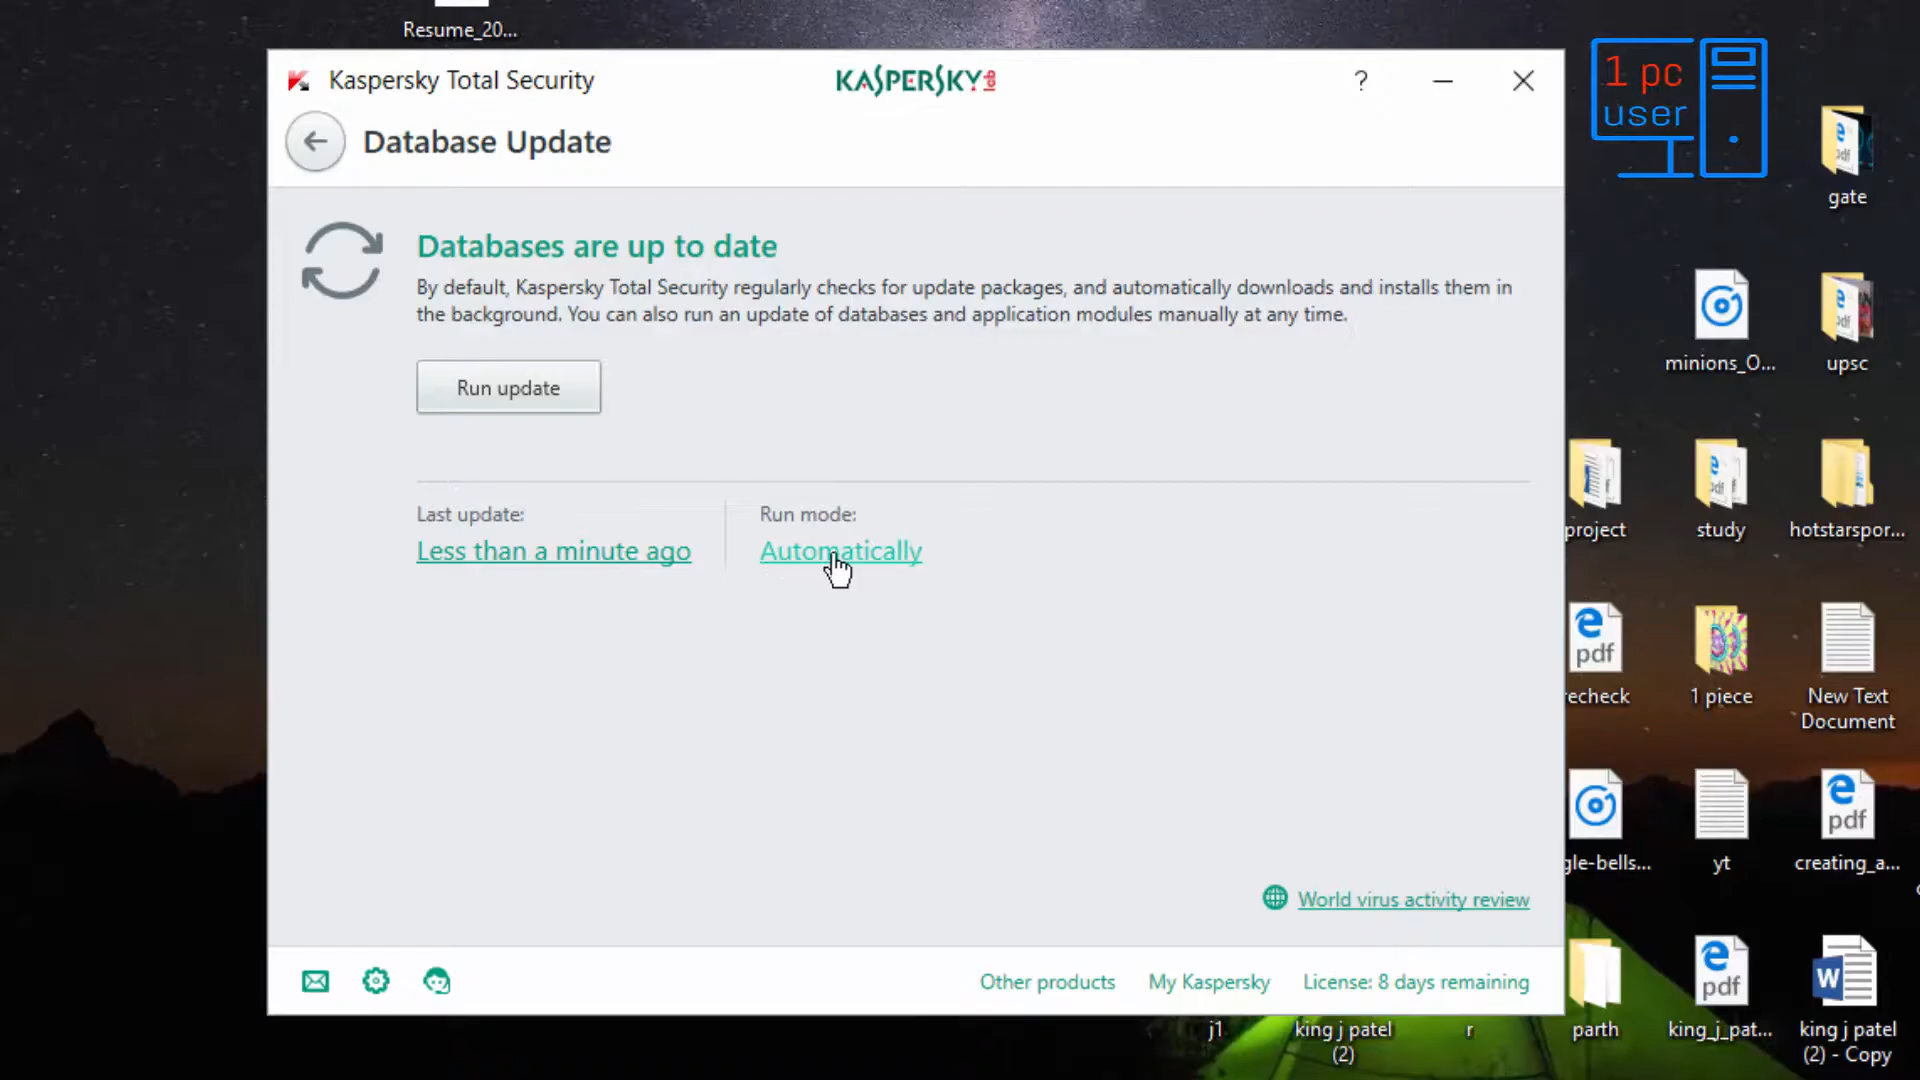 Resume_20...
Kaspersky Total Security
KASPERSKY lab
?
1 pc
user
Database Update
gate
Databases are up to date
By default, Kaspersky Total Security regularly checks for update packages, and automatically downloads and installs them in
the background. You can also run an update of databases and application modules manually at any time.
minions_O...
upsc
Run update
Last update:
Less than a minute ago
Run mode:
Automatically
project
study
hotstarspor...
pdf
echeck
1 piece
New Text
Document
gle-bells...
yt
pdf
creating_a...
World virus activity review
Other products
My Kaspersky
License: 8 days remaining
j1
king j patel
(2)
r
parth
pdf
king_j_pat...
W
king j patel
(2) - Copy